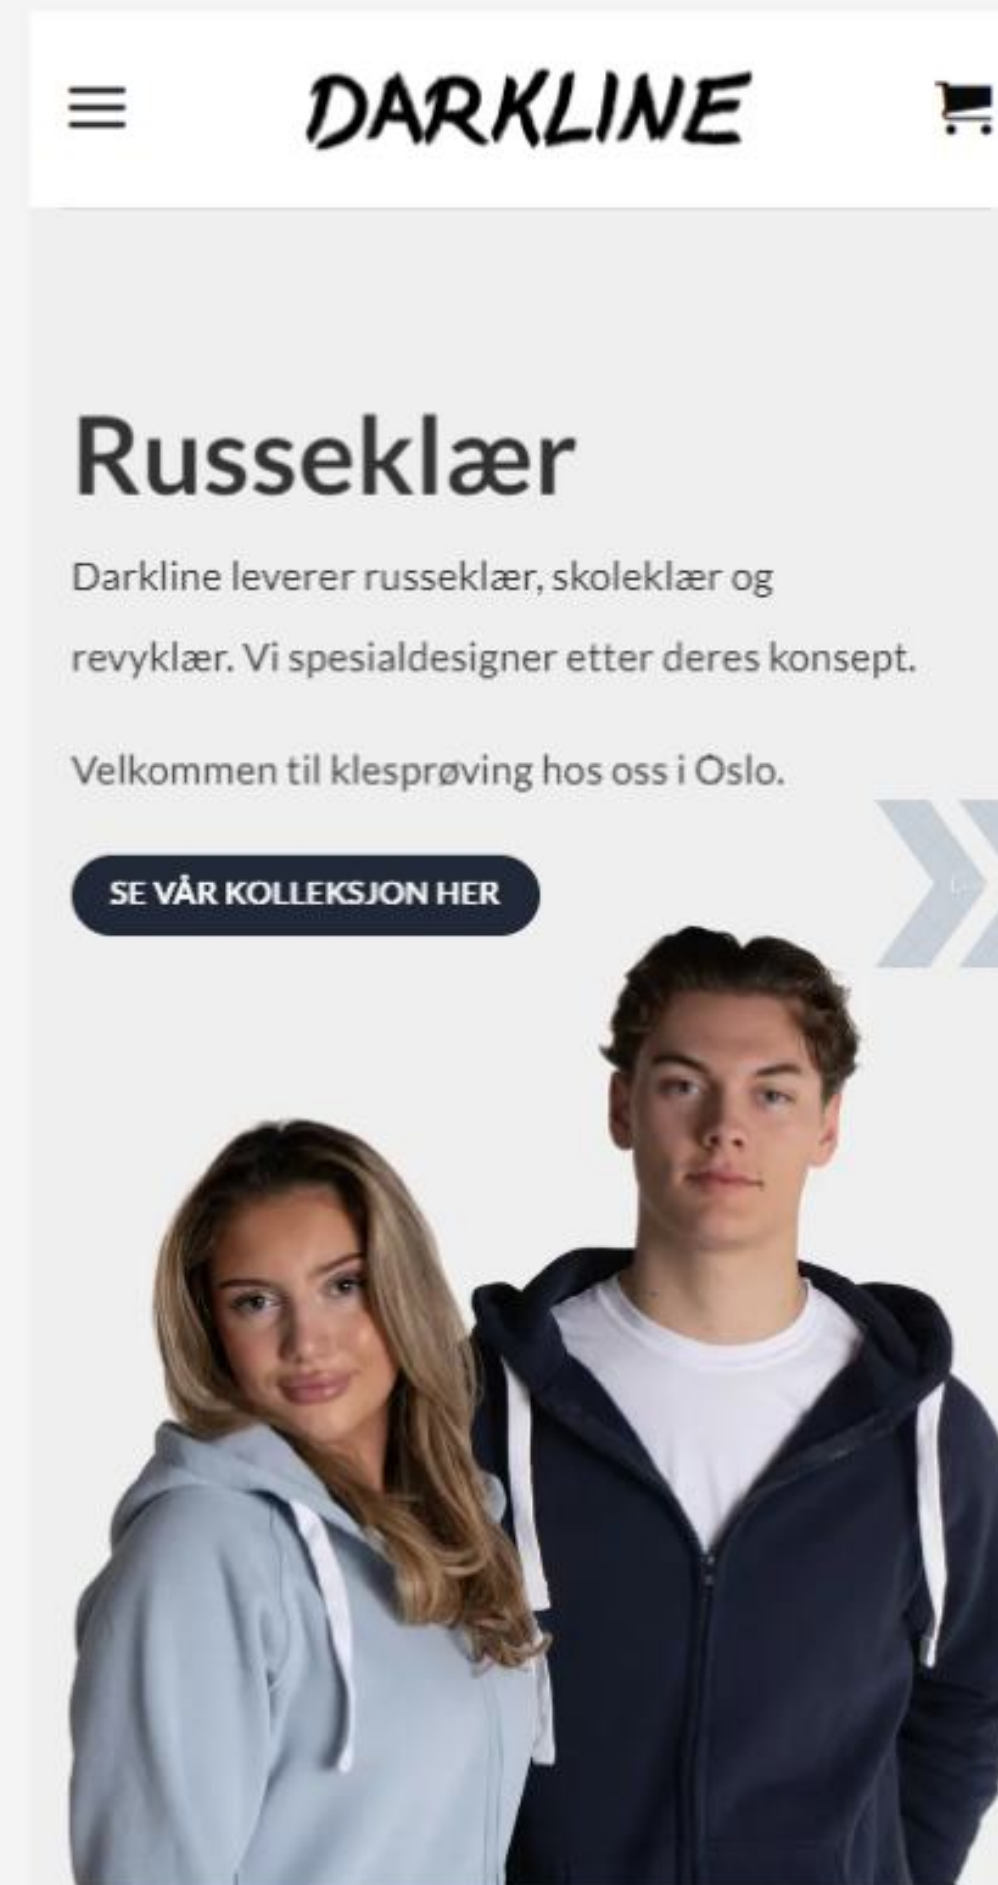 DARKLINE
Russeklær
Darkline leverer russeklær, skoleklær og
revyklær. Vi spesialdesigner etter deres konsept.
Velkommen til klesprøving hos oss i Oslo.
SE VÅR KOLLEKSJON HER